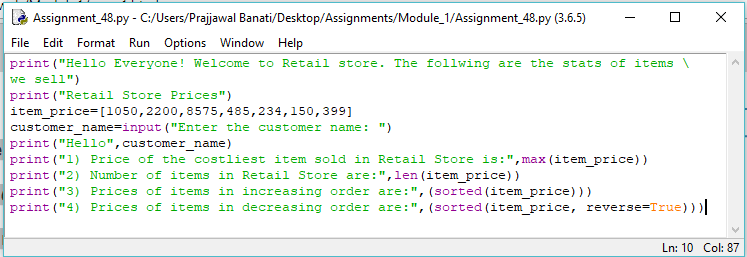 Assignment_48.py - C:/Users/Prajjawal Banati/Desktop/Assignments/Module_1/Assignment_48.py (3.6.5)
File Edit Format Run Options Window Help
print("Hello Everyone! Welcome to Retail store. The follwing are the stats of items \
we sell")
print("Retail Store Prices")
item_price=[1050,2200,8575,485,234,150,399]
customer_name=input("Enter the customer name: ")
print("Hello",customer_name)
print("1) Price of the costliest item sold in Retail Store is:",max(item_price))
print("2) Number of items in Retail Store are:",len(item_price))
print("3) Prices of items in increasing order are:",(sorted(item_price)))
print("4) Prices of items in decreasing order are:",(sorted(item_price, reverse=True)))
Ln: 10 Col: 87